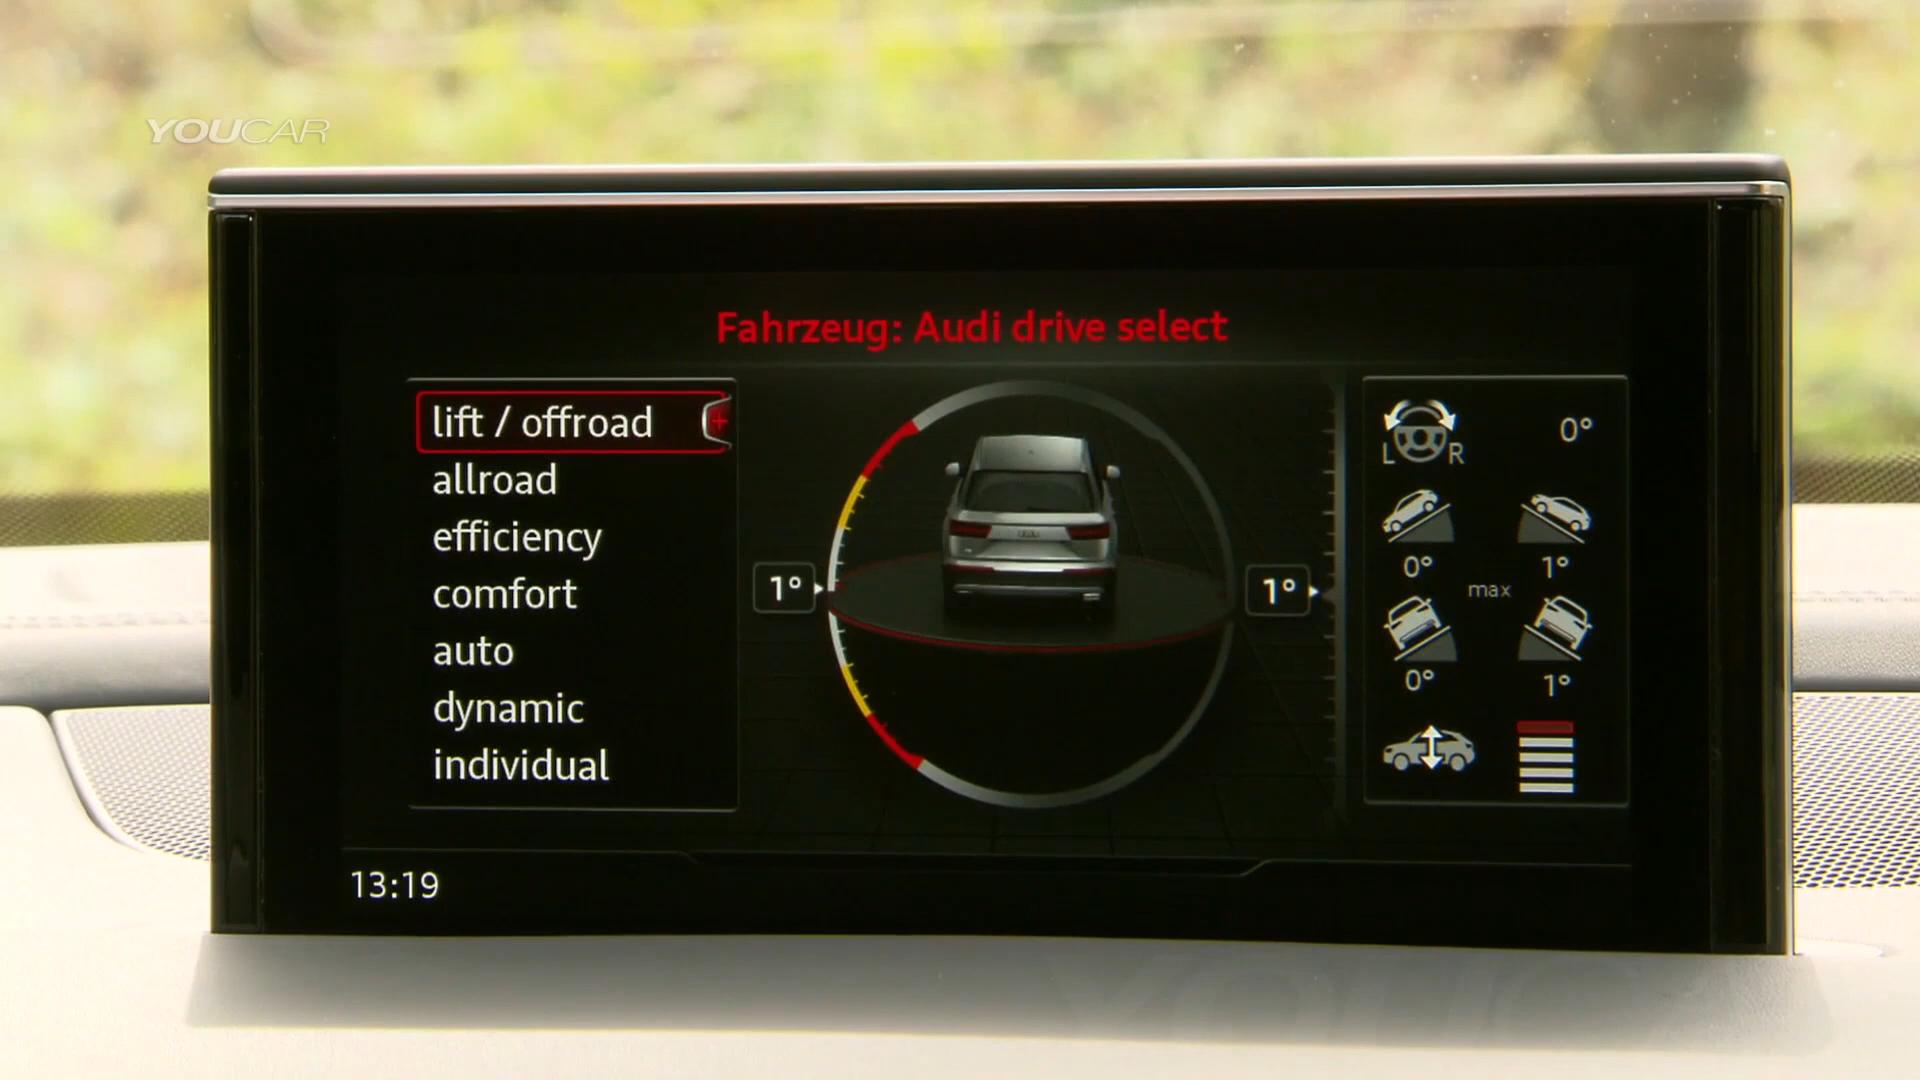 YOUCAR
Fahrzeug: Audi drive select
lift / offroad
allroad
efficiency
comfort
auto
dynamic
individual
1°
1°
L R 0°
0° 1°
max
0° 1°
13:19